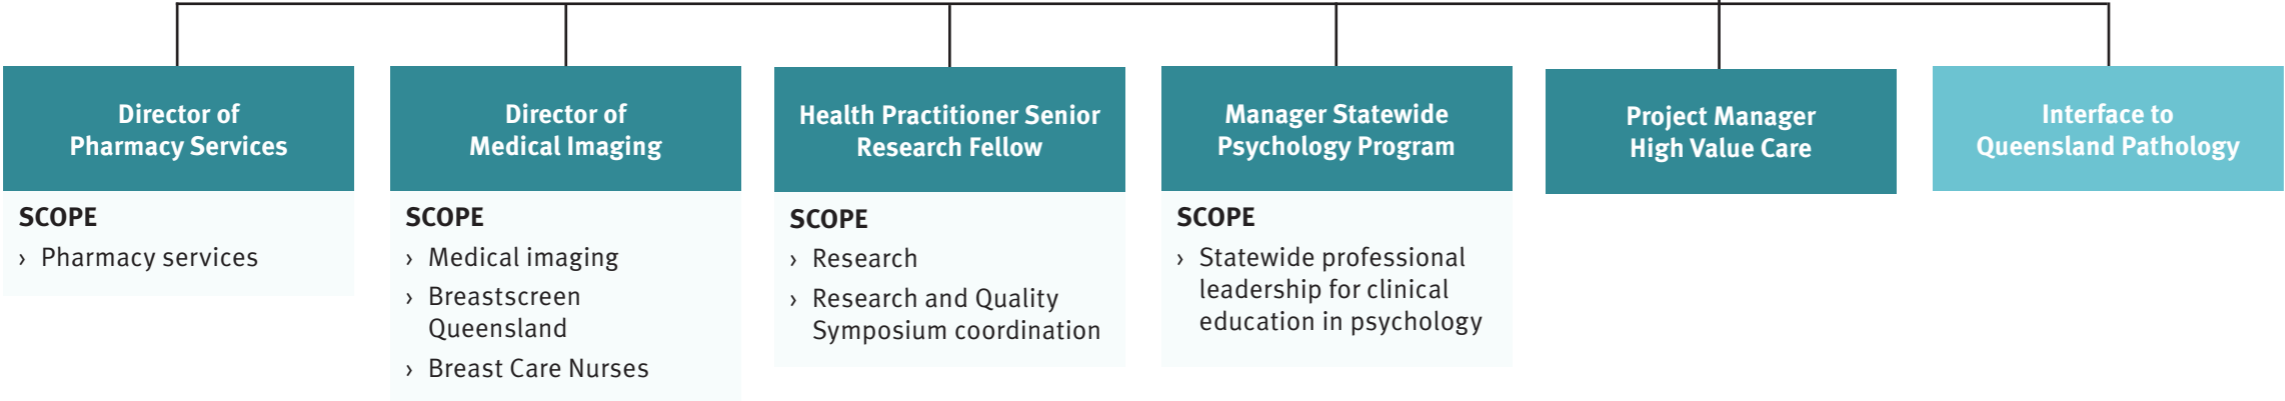 Director of
Pharmacy Services
SCOPE
› Pharmacy services
Director of
Medical Imaging
SCOPE
› Medical imaging
› Breastscreen
Queensland
› Breast Care Nurses
Health Practitioner Senior
Research Fellow
SCOPE
› Research
› Research and Quality
Symposium coordination
Manager Statewide
Psychology Program
SCOPE
› Statewide professional
leadership for clinical
education in psychology
Project Manager
High Value Care
Interface to
Queensland Pathology